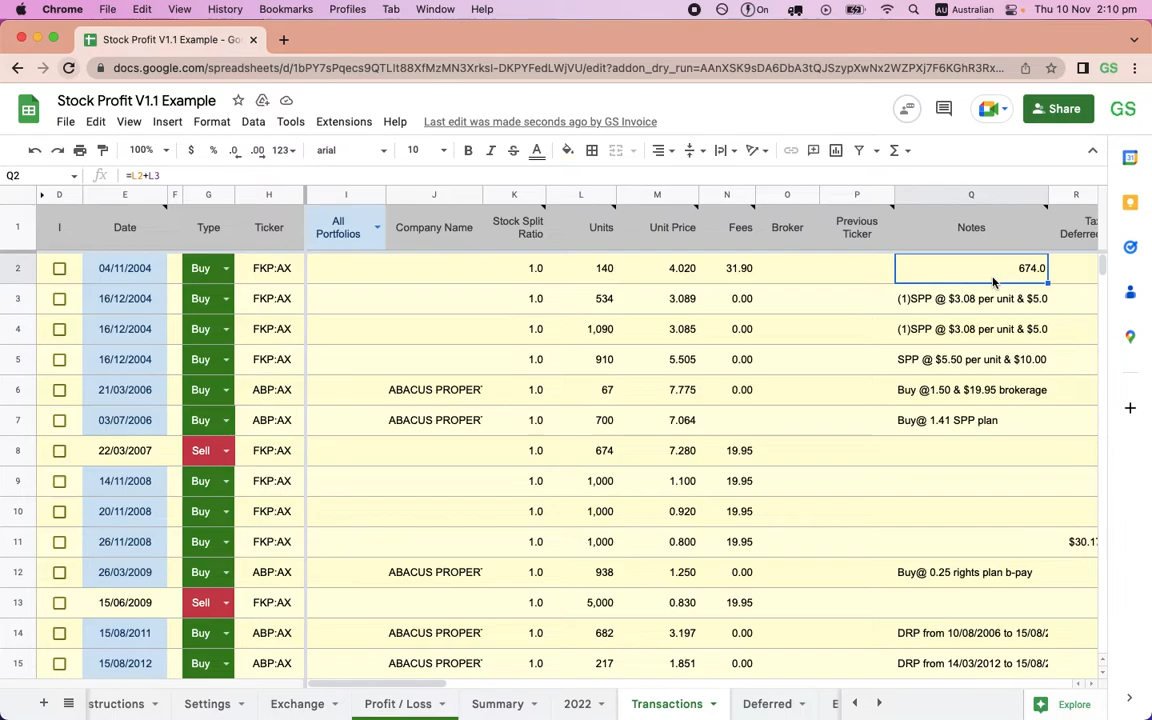 Chrome File Edit View History Bookmarks Profiles Tab Window Help On Australian Thu 10 Nov 2:10 pm
Stock Profit V1.1 Example - Go
docs.google.com/spreadsheets/d/1bPY7sPqecs9QTLIt88XfMzMN3Xrksl-DKPYFedLWjVU/edit?addon_dry_run=AAnXSK9sDA6DbA3tQJSzypXwNx2WZPXj7F6KGhR3Rx... GS
Stock Profit V1.1 Example
File Edit View Insert Format Data Tools Extensions Help Last edit was made seconds ago by GS Invoice
Share GS
100% $ % .0 .00 123 arial 10 B I S A
Q2 fx =L2+L3
D E F G H I J K L M N O P Q R
1 I Date Type Ticker All Portfolios Company Name Stock Split Ratio Units Unit Price Fees Broker Previous Ticker Notes Tax Deferred
2 04/11/2004 Buy FKP:AX 1.0 140 4.020 31.90 674.0
3 16/12/2004 Buy FKP:AX 1.0 534 3.089 0.00 (1)SPP @ $3.08 per unit & $5.0
4 16/12/2004 Buy FKP:AX 1.0 1,090 3.085 0.00 (1)SPP @ $3.08 per unit & $5.0
5 16/12/2004 Buy FKP:AX 1.0 910 5.505 0.00 SPP @ $5.50 per unit & $10.00
6 21/03/2006 Buy ABP:AX ABACUS PROPER 1.0 67 7.775 0.00 Buy @1.50 & $19.95 brokerage
7 03/07/2006 Buy ABP:AX ABACUS PROPER 1.0 700 7.064 Buy@ 1.41 SPP plan
8 22/03/2007 Sell FKP:AX 1.0 674 7.280 19.95
9 14/11/2008 Buy FKP:AX 1.0 1,000 1.100 19.95
10 20/11/2008 Buy FKP:AX 1.0 1,000 0.920 19.95
11 26/11/2008 Buy FKP:AX 1.0 1,000 0.800 19.95 $30.17
12 26/03/2009 Buy ABP:AX ABACUS PROPER 1.0 938 1.250 0.00 Buy@ 0.25 rights plan b-pay
13 15/06/2009 Sell FKP:AX 1.0 5,000 0.830 19.95
14 15/08/2011 Buy ABP:AX ABACUS PROPER 1.0 682 3.197 0.00 DRP from 10/08/2006 to 15/08/2
15 15/08/2012 Buy ABP:AX ABACUS PROPER 1.0 217 1.851 0.00 DRP from 14/03/2012 to 15/08/2
structions Settings Exchange Profit / Loss Summary 2022 Transactions Deferred E Explore